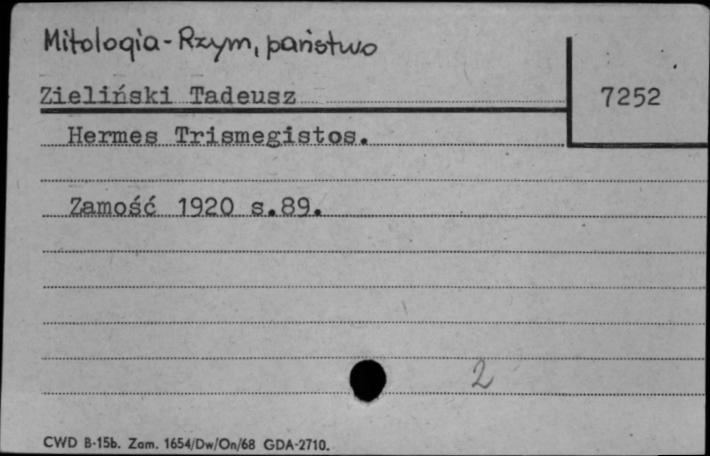 Mitologia-Rzym, państwo
Zieliński Tadeusz
7252
Hermes Trismegistos.
Zamość 1920 s.89.
2
CWD B-15b. Zam. 1654/Dw/On/68 GDA-2710.